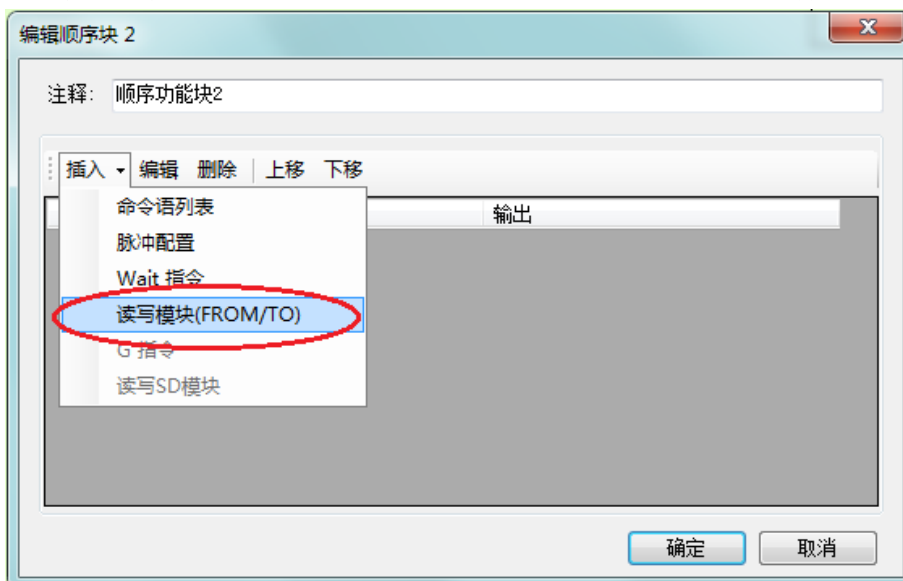 编辑顺序块 2
注释: 顺序功能块2
插入 编辑 删除 上移 下移
命令语列表 输出
脉冲配置
Wait 指令
读写模块(FROM/TO)
G 指令
读写SD模块
确定 取消